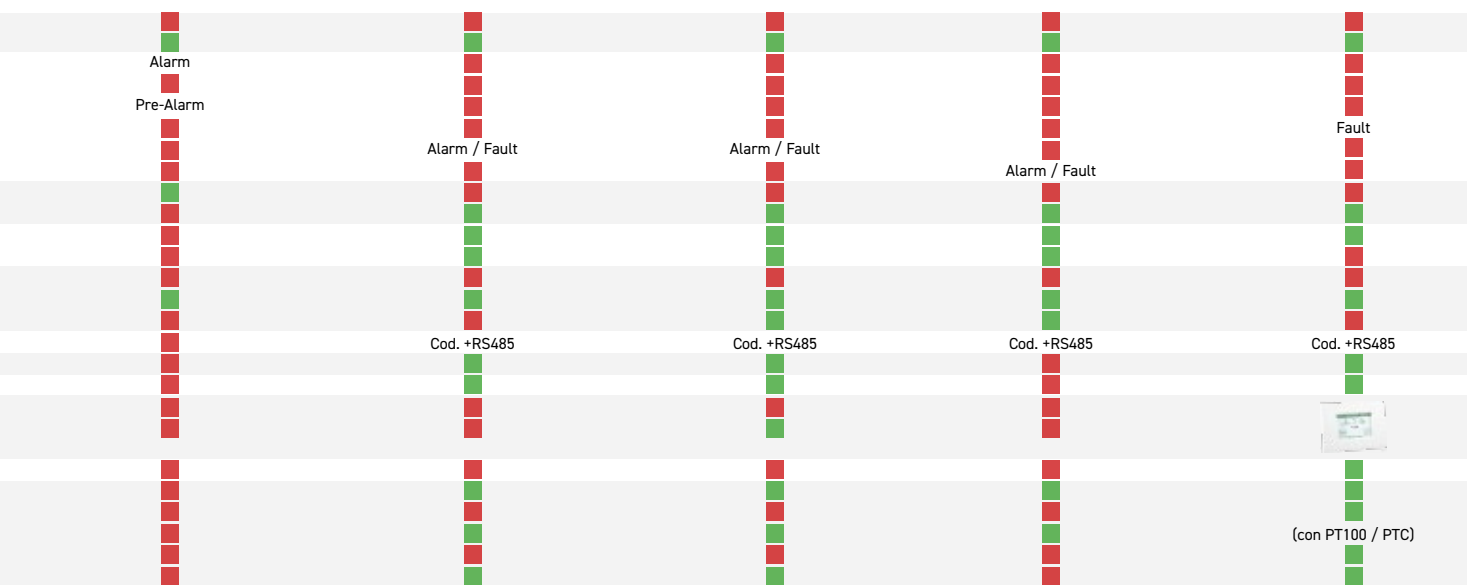 Alarm
Pre-Alarm
Fault
Alarm / Fault
Alarm / Fault
Alarm / Fault
Cod. +RS485
Cod. +RS485
Cod. +RS485
Cod. +RS485
(con PT100 / PTC)